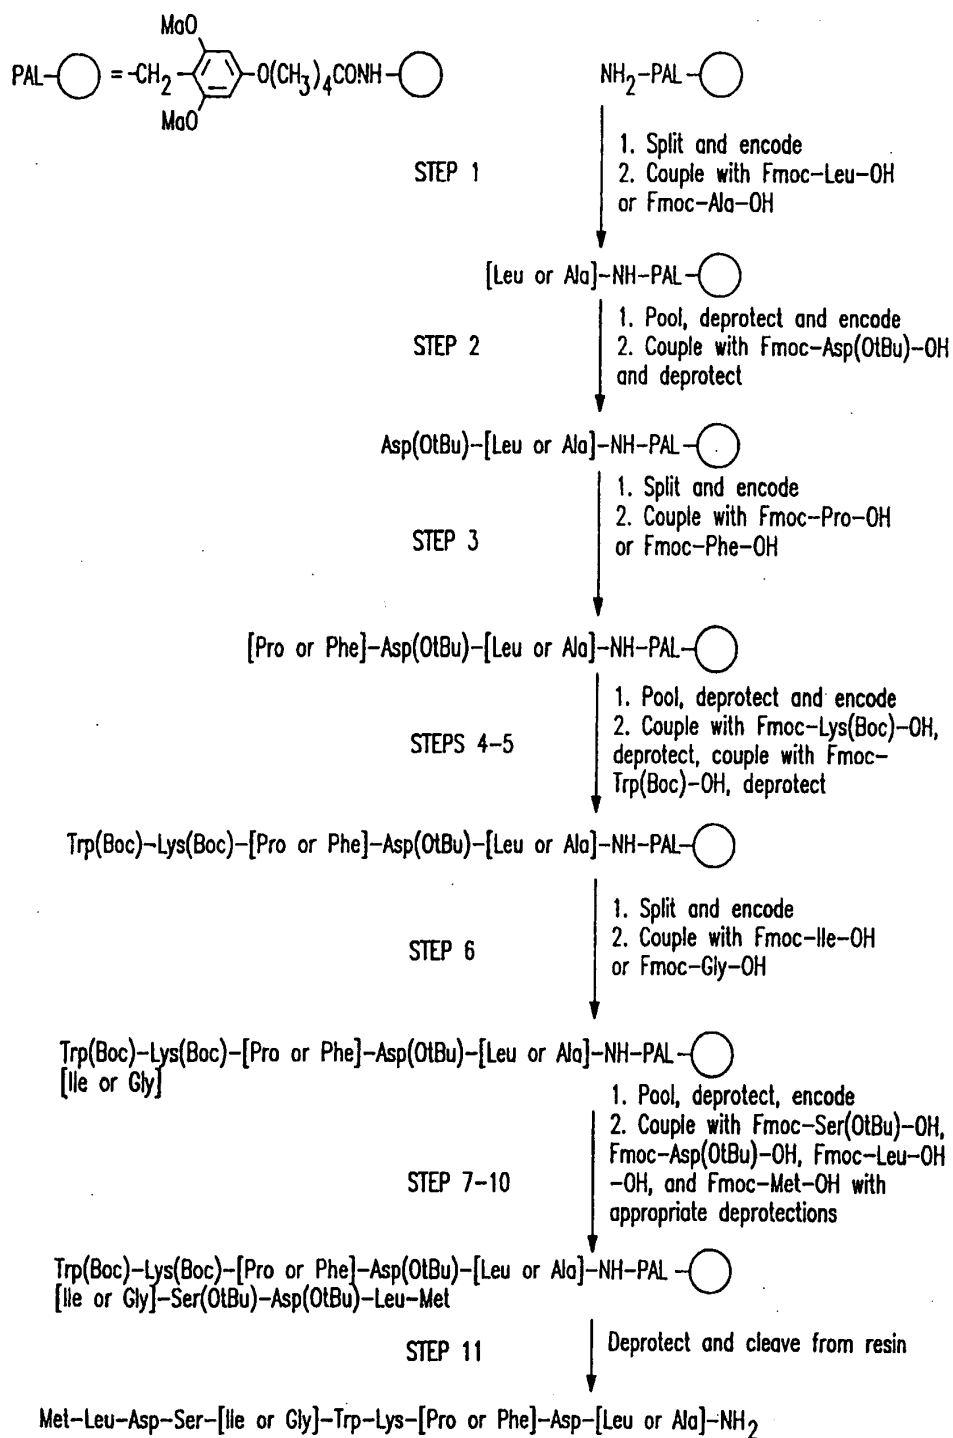 MaO
PAL- =-CH2- -O(CH3)4CONH-
MaO
NH2-PAL-
STEP 1
1. Split and encode
2. Couple with Fmoc-Leu-OH
or Fmoc-Ala-OH
[Leu or Ala]-NH-PAL-
STEP 2
1. Pool, deprotect and encode
2. Couple with Fmoc-Asp(OtBu)-OH
and deprotect
Asp(OtBu)-[Leu or Ala]-NH-PAL-
STEP 3
1. Split and encode
2. Couple with Fmoc-Pro-OH
or Fmoc-Phe-OH
[Pro or Phe]-Asp(OtBu)-[Leu or Ala]-NH-PAL-
STEPS 4-5
1. Pool, deprotect and encode
2. Couple with Fmoc-Lys(Boc)-OH,
deprotect, couple with Fmoc-
Trp(Boc)-OH, deprotect
Trp(Boc)-Lys(Boc)-[Pro or Phe]-Asp(OtBu)-[Leu or Ala]-NH-PAL-
STEP 6
1. Split and encode
2. Couple with Fmoc-Ile-OH
or Fmoc-Gly-OH
Trp(Boc)-Lys(Boc)-[Pro or Phe]-Asp(OtBu)-[Leu or Ala]-NH-PAL-
[Ile or Gly]
STEP 7-10
1. Pool, deprotect, encode
2. Couple with Fmoc-Ser(OtBu)-OH,
Fmoc-Asp(OtBu)-OH, Fmoc-Leu-OH
-OH, and Fmoc-Met-OH with
appropriate deprotections
Trp(Boc)-Lys(Boc)-[Pro or Phe]-Asp(OtBu)-[Leu or Ala]-NH-PAL-
[Ile or Gly]-Ser(OtBu)-Asp(OtBu)-Leu-Met
STEP 11
Deprotect and cleave from resin
Met-Leu-Asp-Ser-[Ile or Gly]-Trp-Lys-[Pro or Phe]-Asp-[Leu or Ala]-NH2